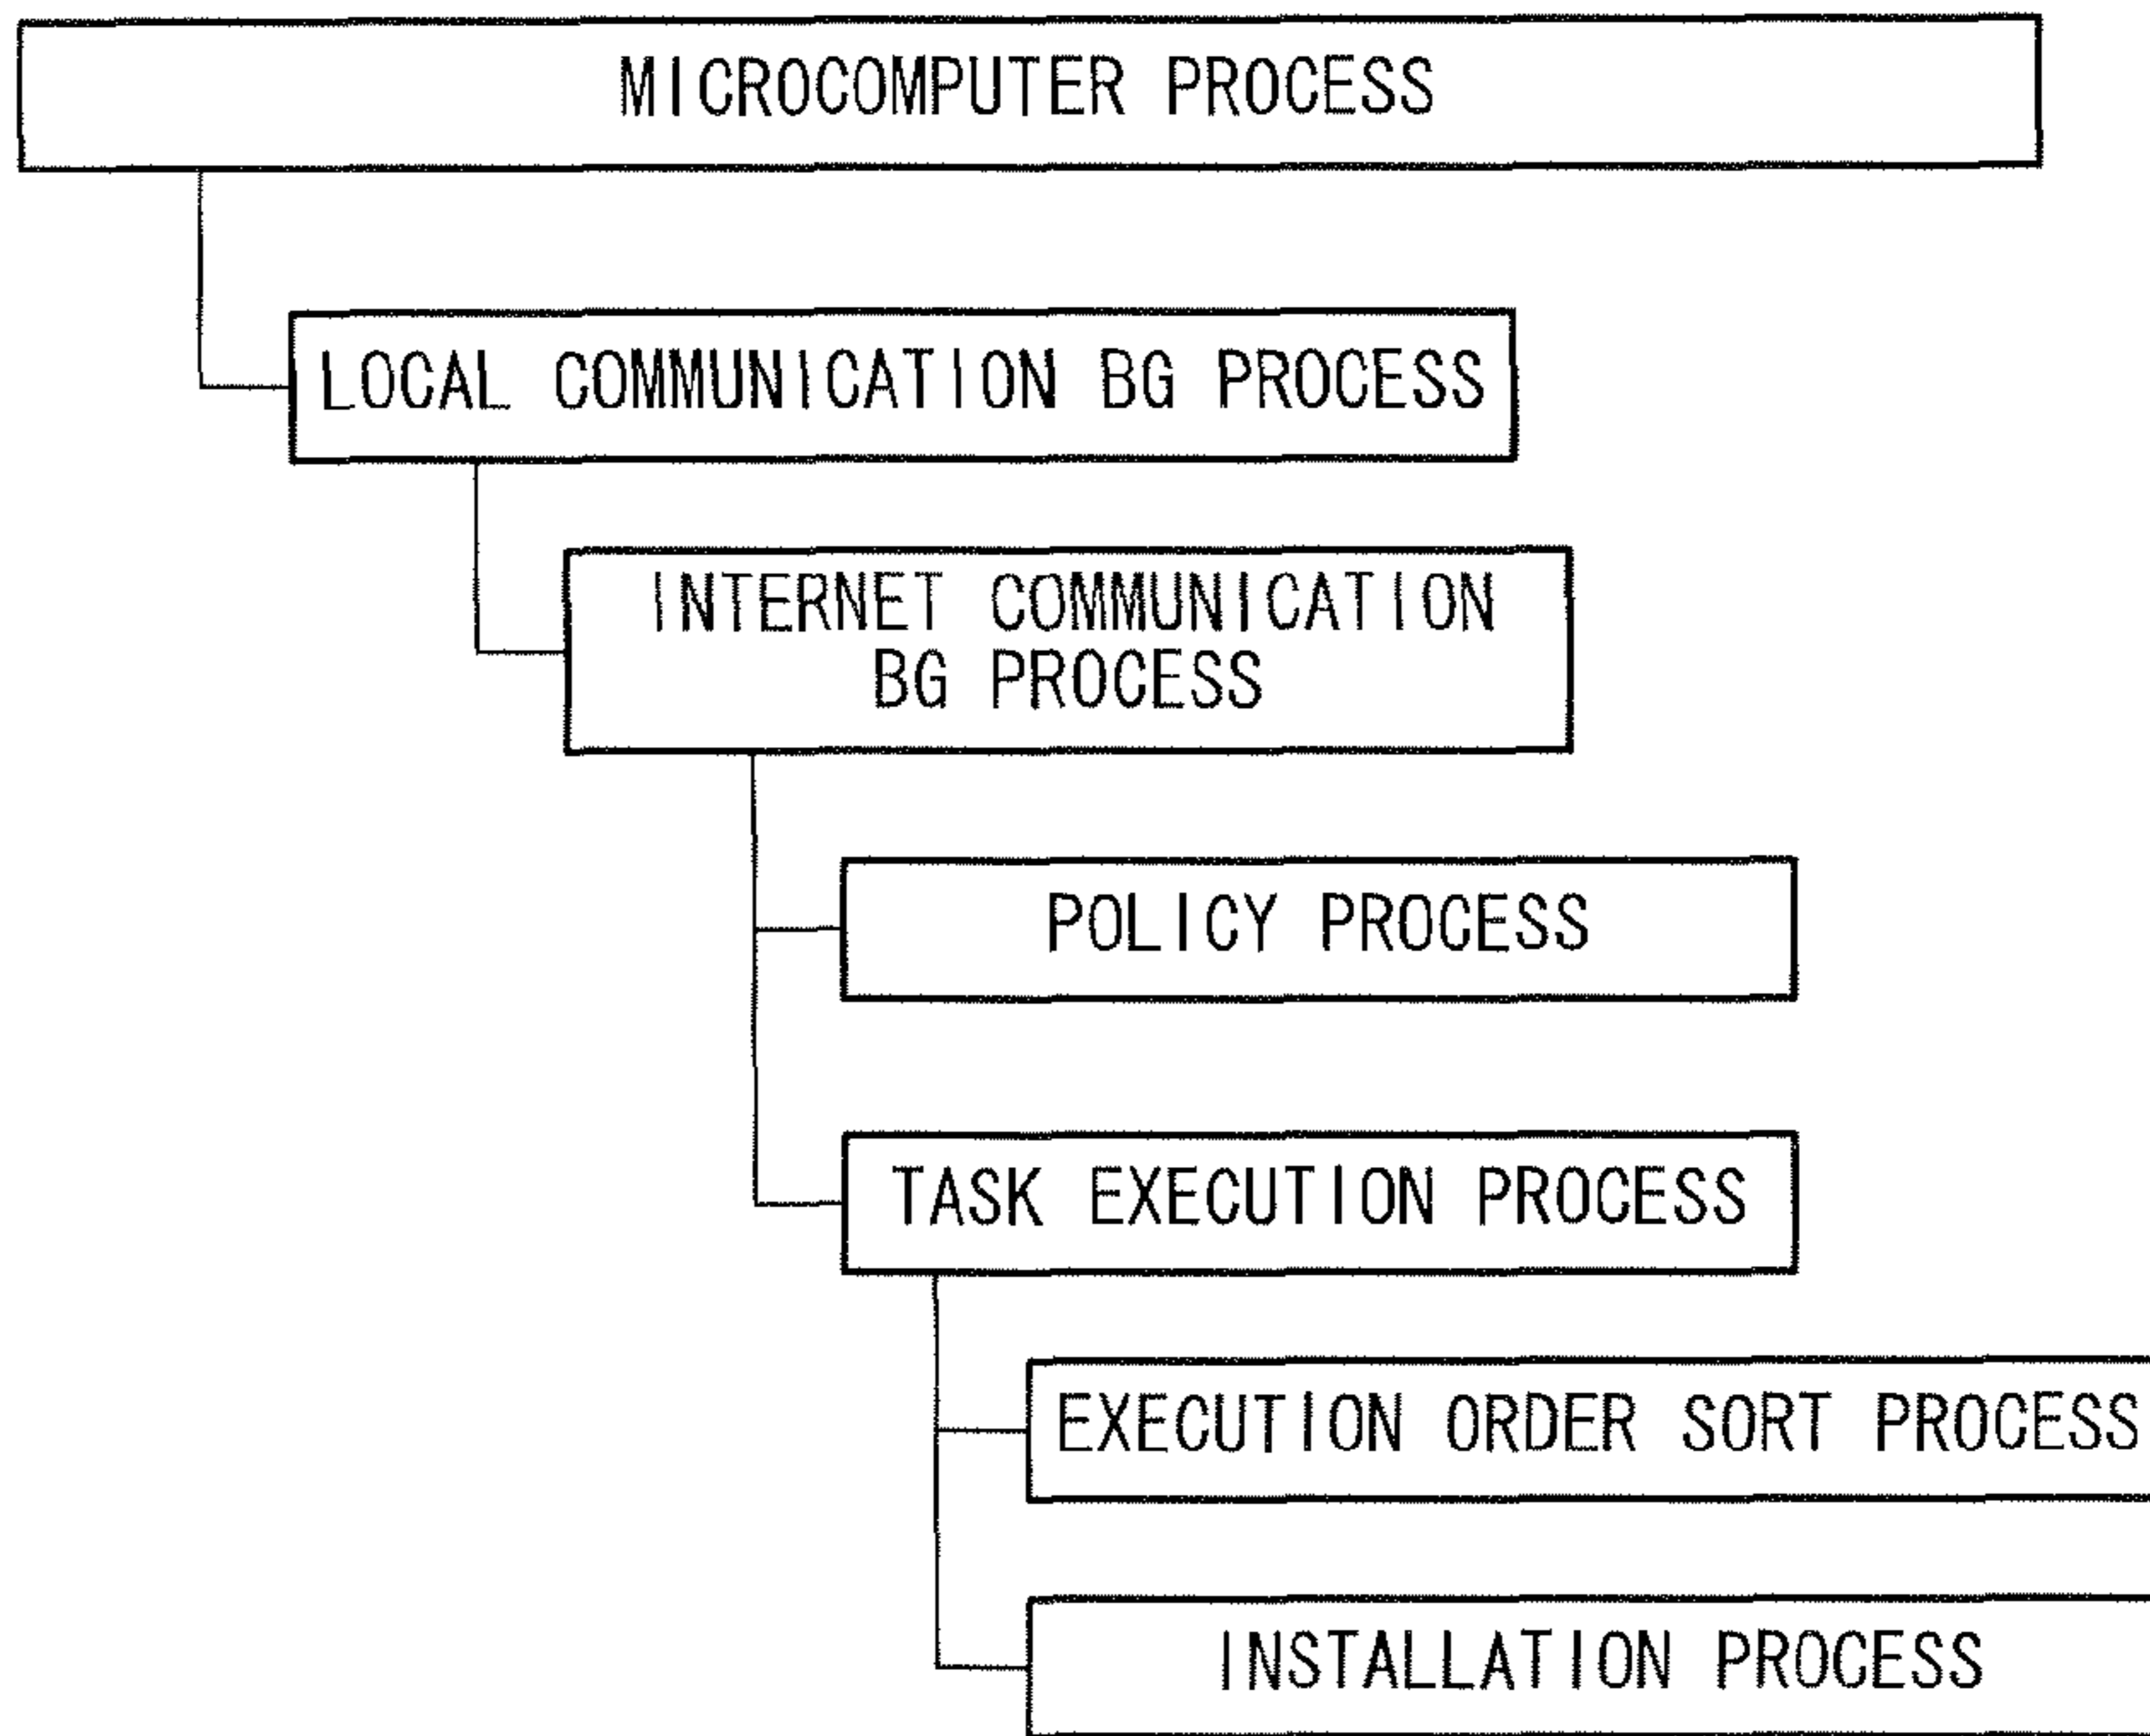 MICROCOMPUTER PROCESS
LOCAL COMMUNICATION BG PROCESS
INTERNET COMMUNICATION
BG PROCESS
POLICY PROCESS
TASK EXECUTION PROCESS
EXECUTION ORDER SORT PROCESS
INSTALLATION PROCESS